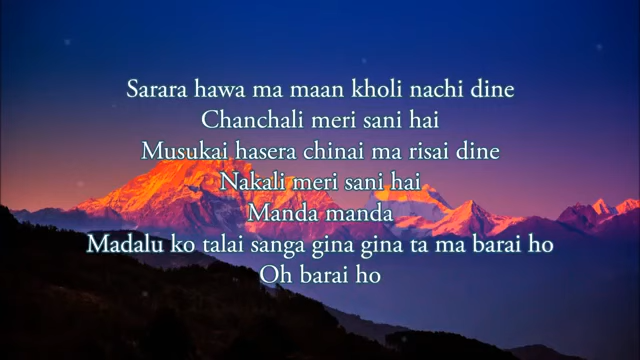 Sarara hawa ma maan kholi nachi dine
Chanchali meri sani hai
Musukai hasera chinai ma risai dine
Nakali meri sani hai
Manda manda
Madalu ko talai sanga gina gina ta ma barai ho
Oh barai ho